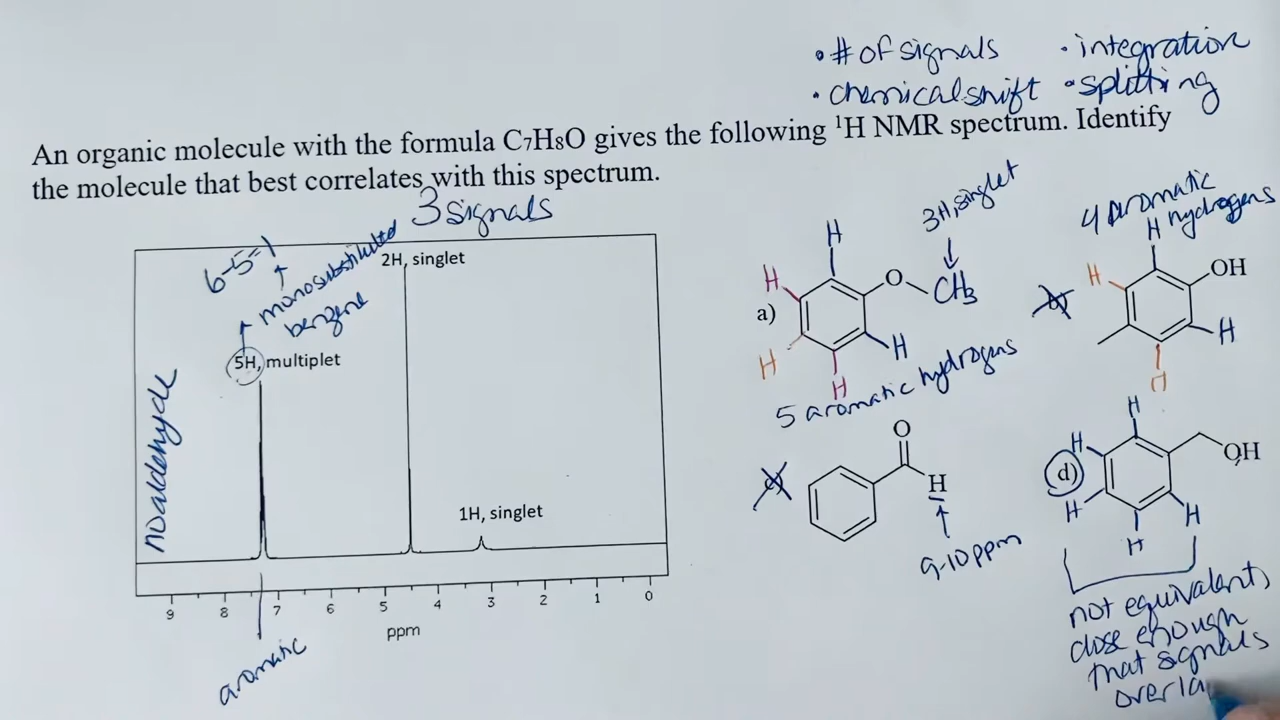 • # of signals
• integration
• chemical shift
• splitting
An organic molecule with the formula C₇H₈O gives the following ¹H NMR spectrum. Identify
the molecule that best correlates with this spectrum.
3 signals
6-5=1
monosubstituted
benzene
2H, singlet
5H, multiplet
1H, singlet
no aldehyde
9 8 7 6 5 4 3 2 1 0
ppm
aromatic
3H, singlet
a)
H
H
H
H
H
O
CH₃
5 aromatic hydrogens
4 aromatic
hydrogens
b)
H
H
OH
H
H
c)
O
H
9-10ppm
d)
H
H
H
H
H
OH
not equivalent,
close enough
that signals
overla